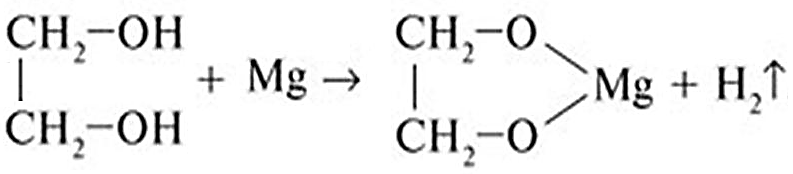 CH₂–OH CH₂–O
| + Mg → | Mg + H₂↑
CH₂–OH CH₂–O